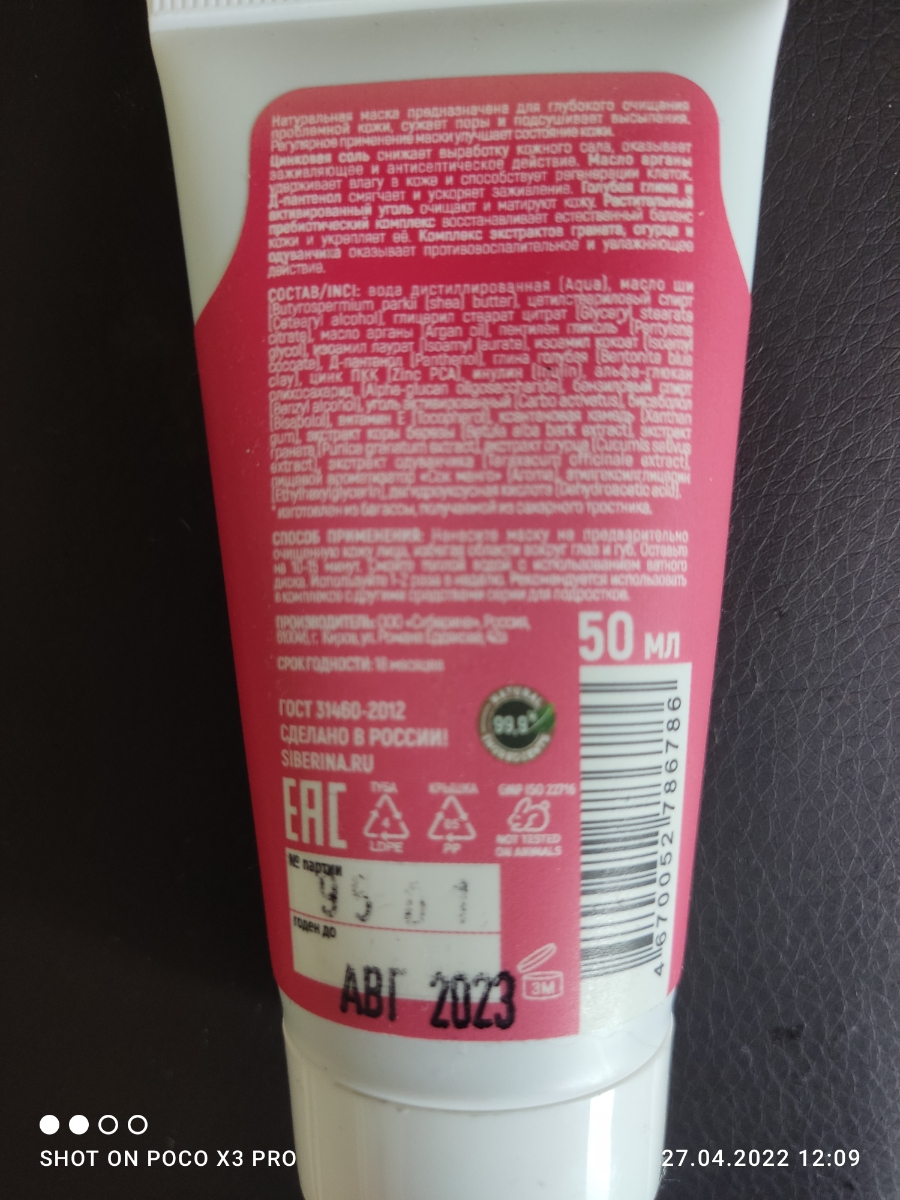 Натуральная маска предназначена для глубокого очищения
проблемной кожи, сужает поры и подсушивает высыпания.
Регулярное применение маски улучшает состояние кожи.
Цинковая соль снижает выработку кожного сала, оказывает
заживляющее и антисептическое действие. Масло арганы
удерживает влагу в коже и способствует регенерации клеток.
Д-пантенол смягчает и ускоряет заживление. Голубая глина и
активированный уголь очищают и матируют кожу. Растительный
пребиотический комплекс восстанавливает естественный баланс
кожи и укрепляет её. Комплекс экстрактов граната, огурца и
одуванчика оказывает противовоспалительное и увлажняющее
действие.
СОСТАВ/INCI: вода дистиллированная (Aqua), масло ши
(Butyrospermium parkii (shea) butter), цетилстеариловый спирт
(Cetearyl alcohol), глицерил стеарат цитрат (Glyceryl stearate
citrate), масло арганы (Argan oil), пентилен гликоль* (Pentylene
glycol), изоамил лаурат (Isoamyl laurate), изоамил кокоат (Isoamyl
cocoate), Д-пантенол (Panthenol), глина голубая (Bentonite blue
clay), цинк ПКК (Zinc PCA), инулин (Inulin), альфа-глюкан
олигосахарид (Alpha-glucan oligosaccharide), бензиловый спирт
(Benzyl alcohol), уголь активированный (Carbo activatus), бисаболол
(Bisabolol), витамин Е (Tocopherol), ксантановая камедь (Xanthan
gum), экстракт коры березы (Betula alba bark extract), экстракт
граната (Punica granatum extract), экстракт огурца (Cucumis sativus
extract), экстракт одуванчика (Taraxacum officinale extract),
пищевой ароматизатор (Aroma), этилгексилглицерин
(Ethylhexylglycerin), дегидроуксусная кислота (Dehydroacetic acid).
* изготовлен из багассы, полученной из сахарного тростника.
СПОСОБ ПРИМЕНЕНИЯ: Нанесите маску на предварительно
очищенную кожу лица, избегая области вокруг глаз и губ. Оставьте
на 10-15 минут. Смойте теплой водой с использованием ватного
диска. Используйте 1-2 раза в неделю. Рекомендуется использовать
в комплексе с другими средствами серии для подростков.
ПРОИЗВОДИТЕЛЬ: ООО «Сиберина», Россия,
г. Киров, ул. Романа Ердякова,
СРОК ГОДНОСТИ: 18 месяцев
50 мл
ГОСТ 31460-2012
СДЕЛАНО В РОССИИ!
SIBERINA.RU
NATURAL
99,9%
EAC
ТУБА
4
LDPE
КРЫШКА
05
PP
GMP ISO 22716
NOT TESTED
ON ANIMALS
4 670052 786786
№ партии
годен до
АВГ 2023
3М
SHOT ON POCO X3 PRO
27.04.2022 12:09